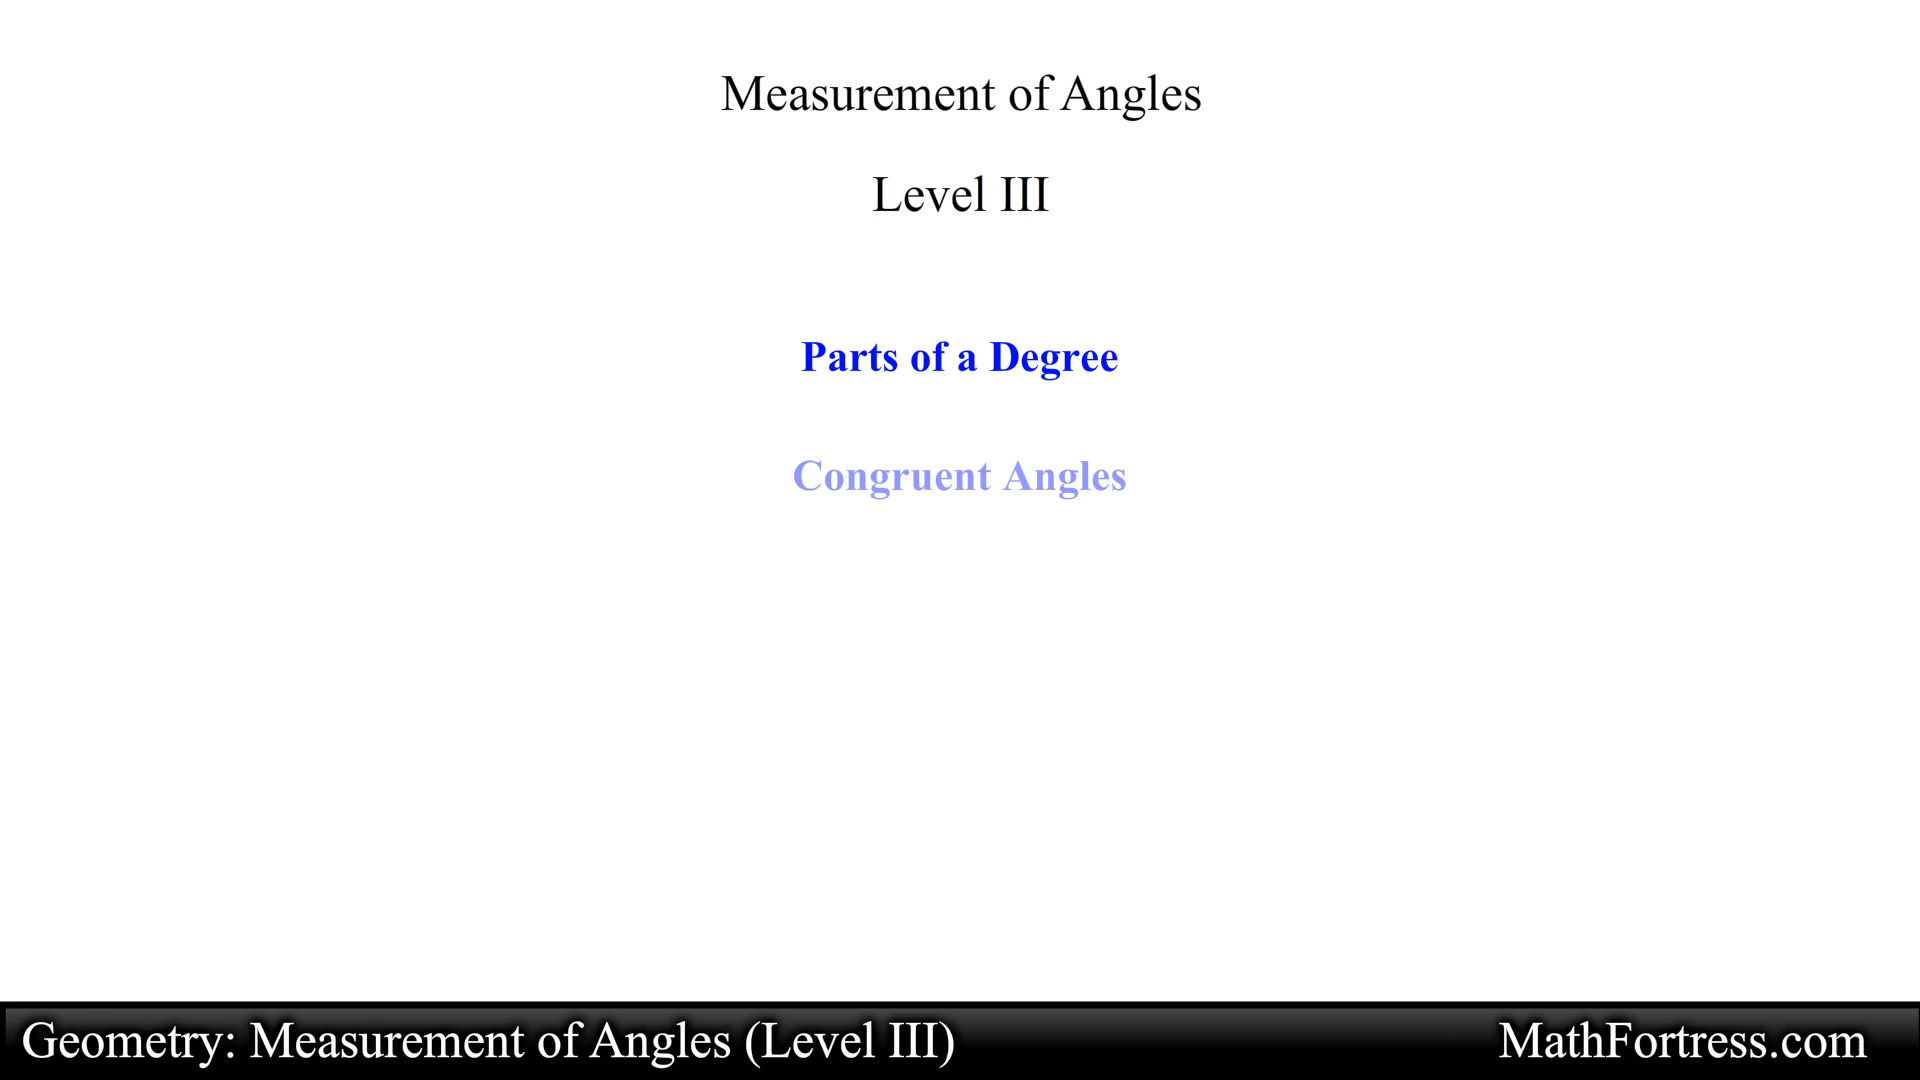 Measurement of Angles
Level III
Parts of a Degree
Congruent Angles
Geometry: Measurement of Angles (Level III)
MathFortress.com